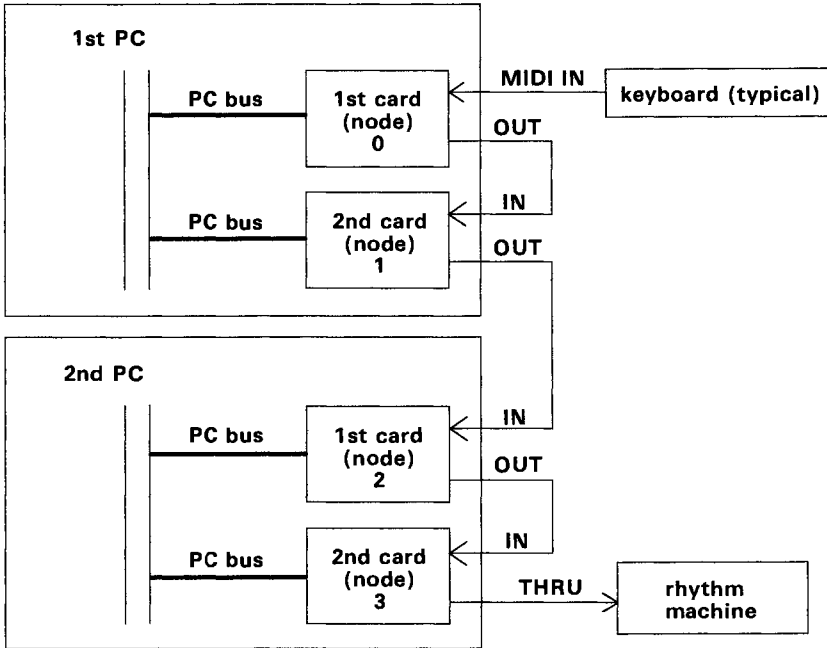 1st PC
PC bus
1st card
(node)
0
MIDI IN
keyboard (typical)
OUT
IN
PC bus
2nd card
(node)
1
OUT
2nd PC
PC bus
1st card
(node)
2
IN
OUT
IN
PC bus
2nd card
(node)
3
THRU
rhythm
machine